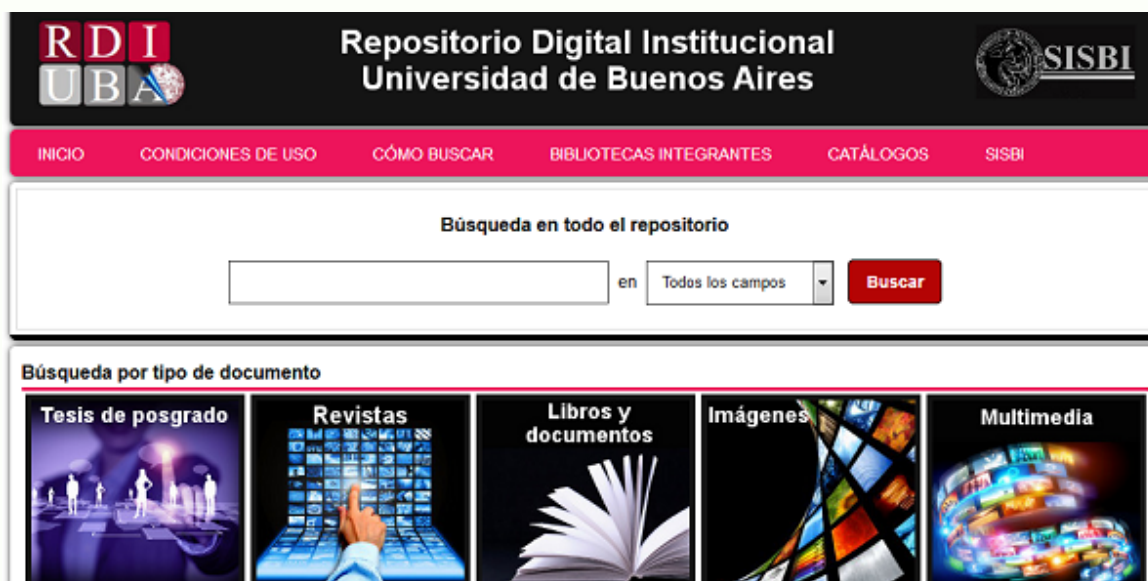 RDI
UBA
Repositorio Digital Institucional
Universidad de Buenos Aires
SISBI
INICIO CONDICIONES DE USO CÓMO BUSCAR BIBLIOTECAS INTEGRANTES CATÁLOGOS SISBI
Búsqueda en todo el repositorio
en Todos los campos Buscar
Búsqueda por tipo de documento
Tesis de posgrado
Revistas
Libros y
documentos
Imágenes
Multimedia